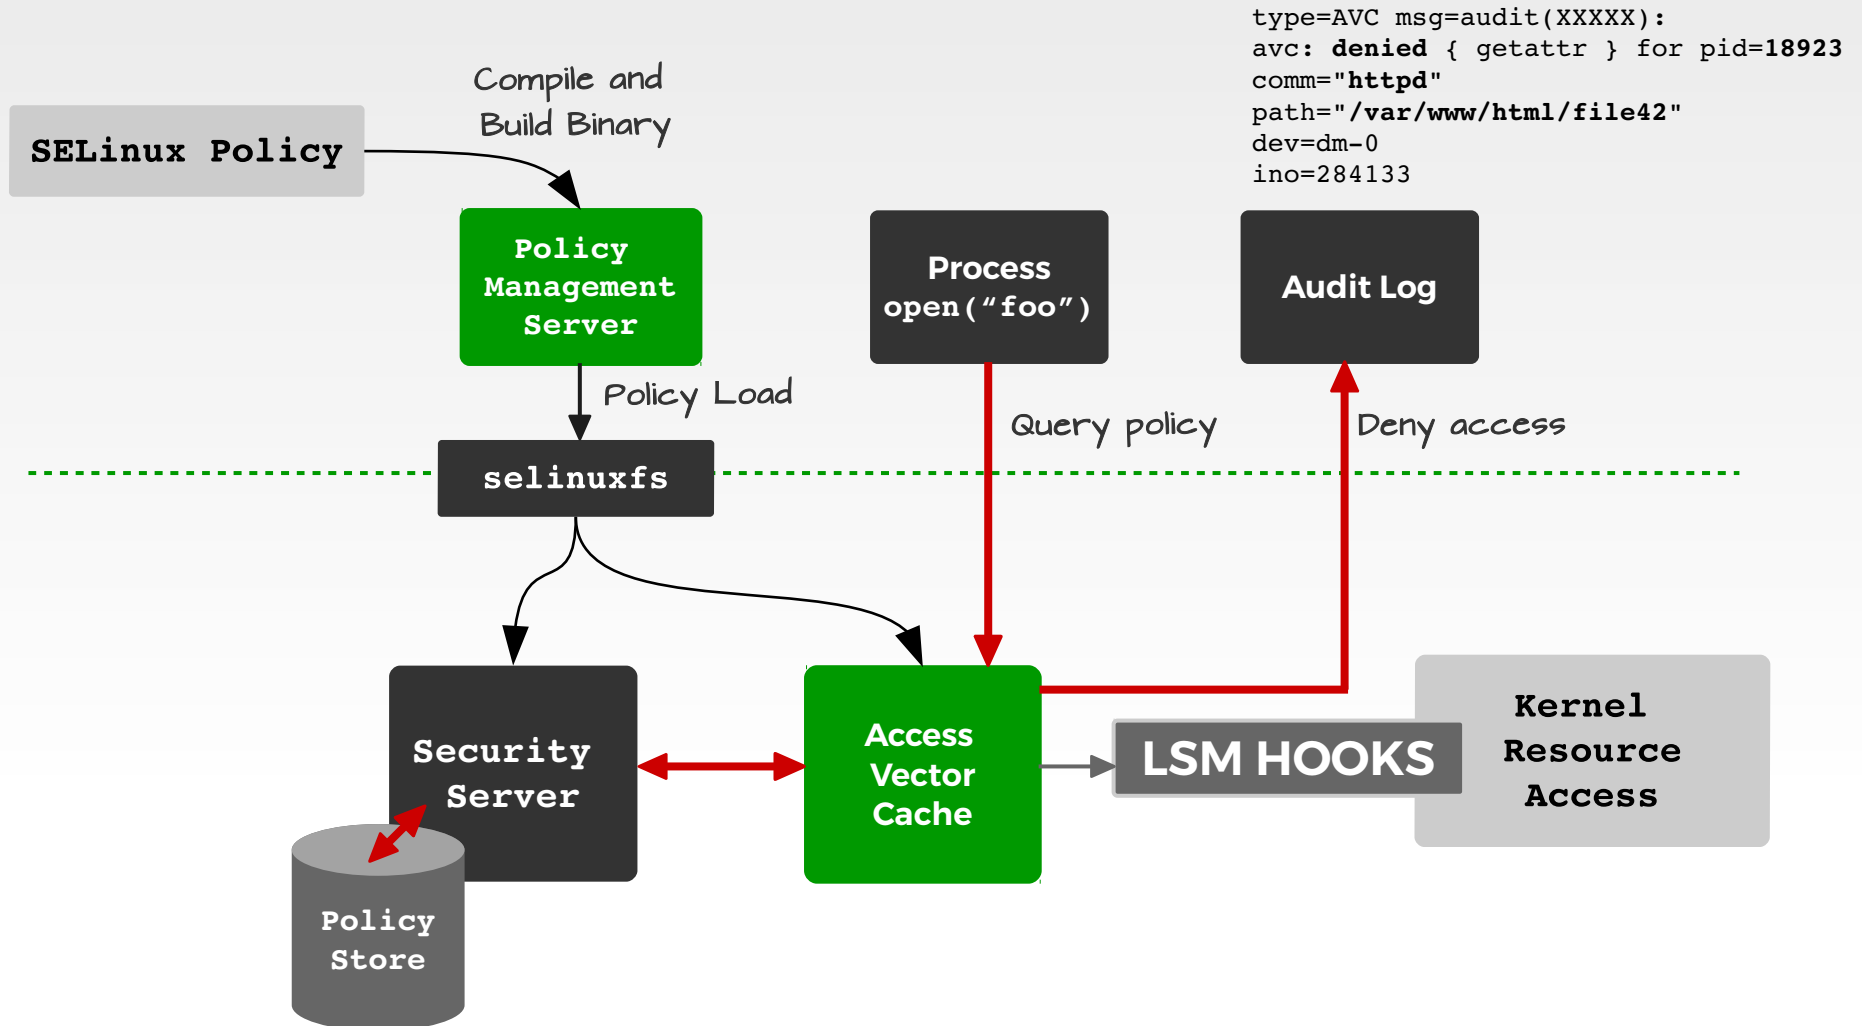 type=AVC msg=audit(XXXXX):
avc: denied { getattr } for pid=18923
comm="httpd"
path="/var/www/html/file42"
dev=dm-0
ino=284133
Compile and
Build Binary
SELinux Policy
Policy
Management
Server
Process
open(“foo”)
Audit Log
Policy Load
Query policy
Deny access
selinuxfs
Security
Server
Access
Vector
Cache
LSM HOOKS
Kernel
Resource
Access
Policy
Store